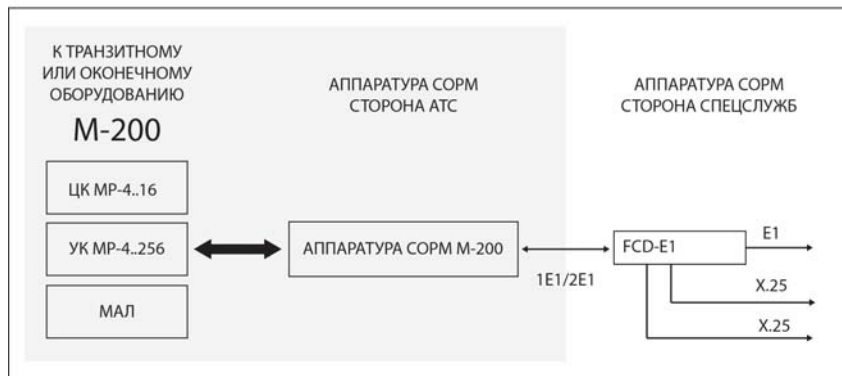 К ТРАНЗИТНОМУ
ИЛИ ОКОНЕЧНОМУ
ОБОРУДОВАНИЮ
М-200
ЦК МР-4..16
УК МР-4..256
МАЛ
АППАРАТУРА СОРМ
СТОРОНА АТС
АППАРАТУРА СОРМ М-200
1E1/2E1
АППАРАТУРА СОРМ
СТОРОНА СПЕЦСЛУЖБ
FCD-E1
E1
X.25
X.25